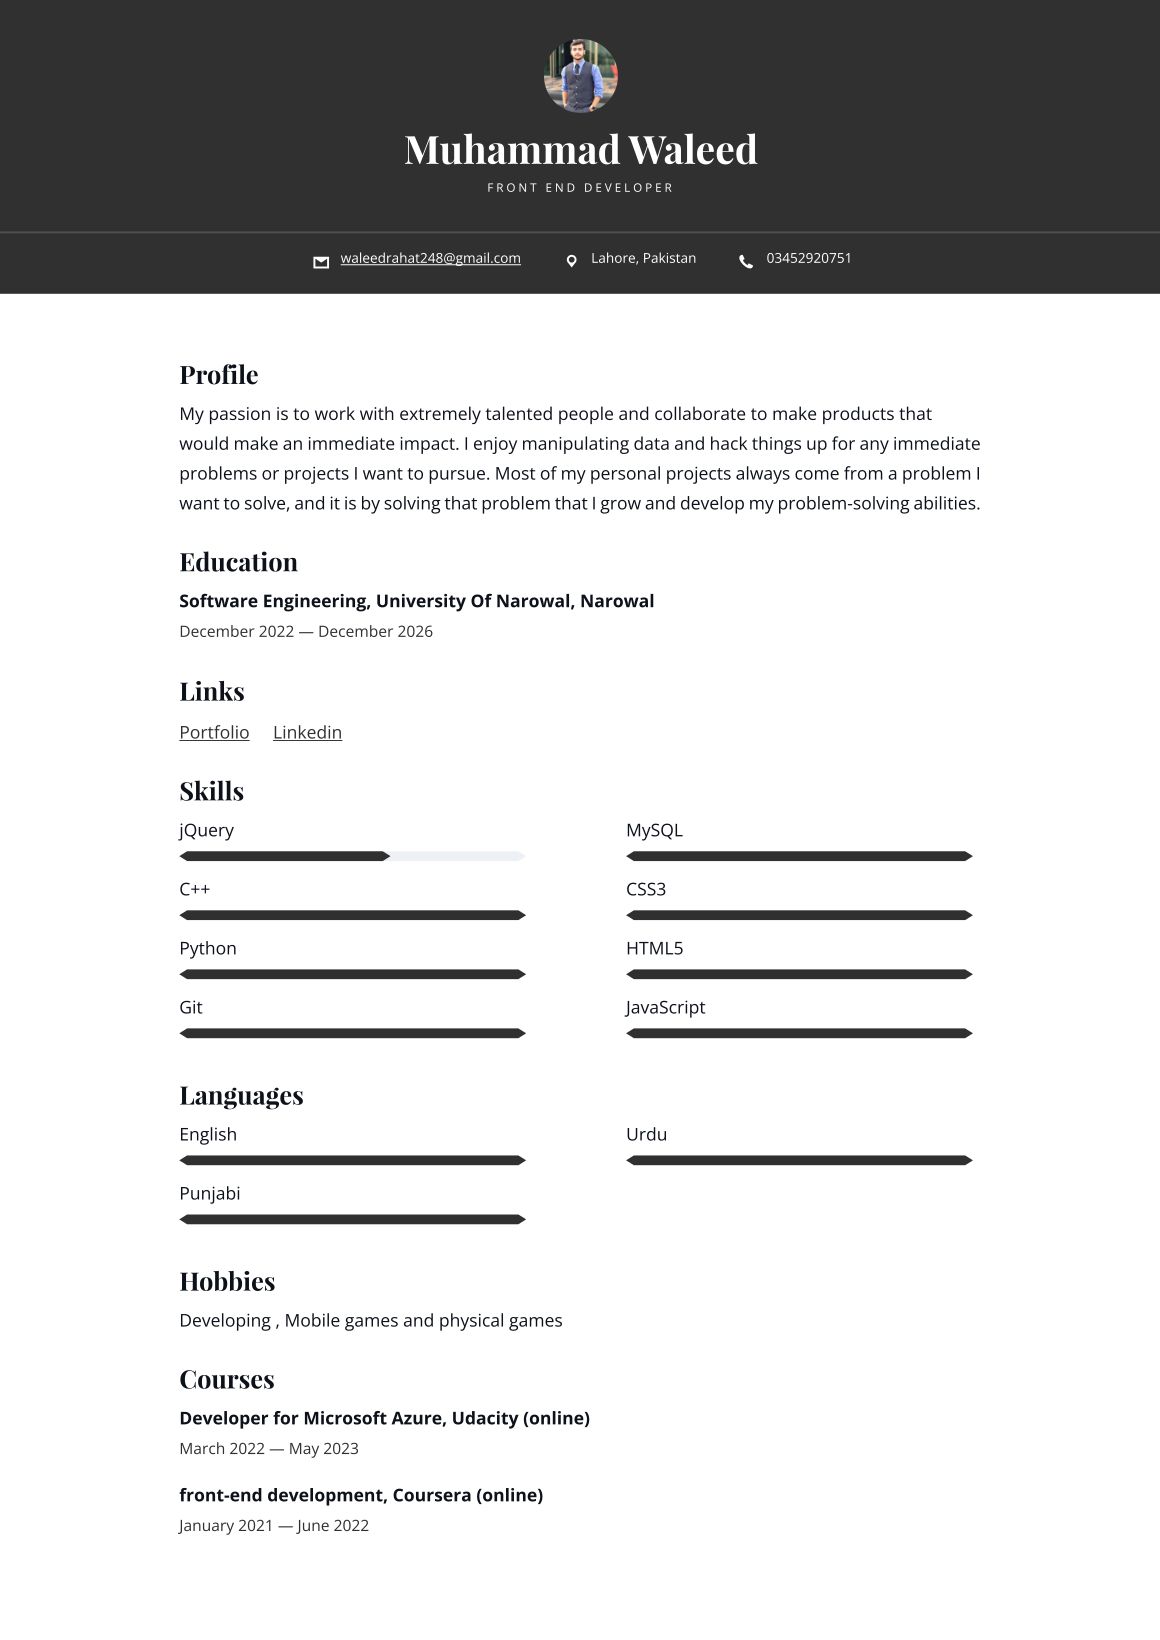 Muhammad Waleed
FRONT END DEVELOPER
waleedrahat248@gmail.com Lahore, Pakistan 03452920751
Profile
My passion is to work with extremely talented people and collaborate to make products that
would make an immediate impact. I enjoy manipulating data and hack things up for any immediate
problems or projects I want to pursue. Most of my personal projects always come from a problem I
want to solve, and it is by solving that problem that I grow and develop my problem-solving abilities.
Education
Software Engineering, University Of Narowal, Narowal
December 2022 — December 2026
Links
Portfolio Linkedin
Skills
jQuery MySQL
C++ CSS3
Python HTML5
Git JavaScript
Languages
English Urdu
Punjabi
Hobbies
Developing , Mobile games and physical games
Courses
Developer for Microsoft Azure, Udacity (online)
March 2022 — May 2023
front-end development, Coursera (online)
January 2021 — June 2022